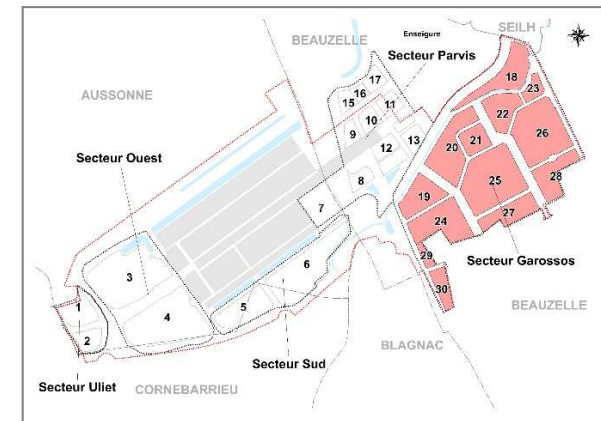 SEILH
Enseigure
BEAUZELLE
Secteur Parvis
17
18
16
23
AUSSONNE
15
11
22
10
9
26
13
21
20
12
Secteur Ouest
8
25
28
19
7
27
24
6
3
29
Secteur Garossos
30
1
4
5
BEAUZELLE
2
BLAGNAC
Secteur Sud
Secteur Uliet
CORNEBARRIEU